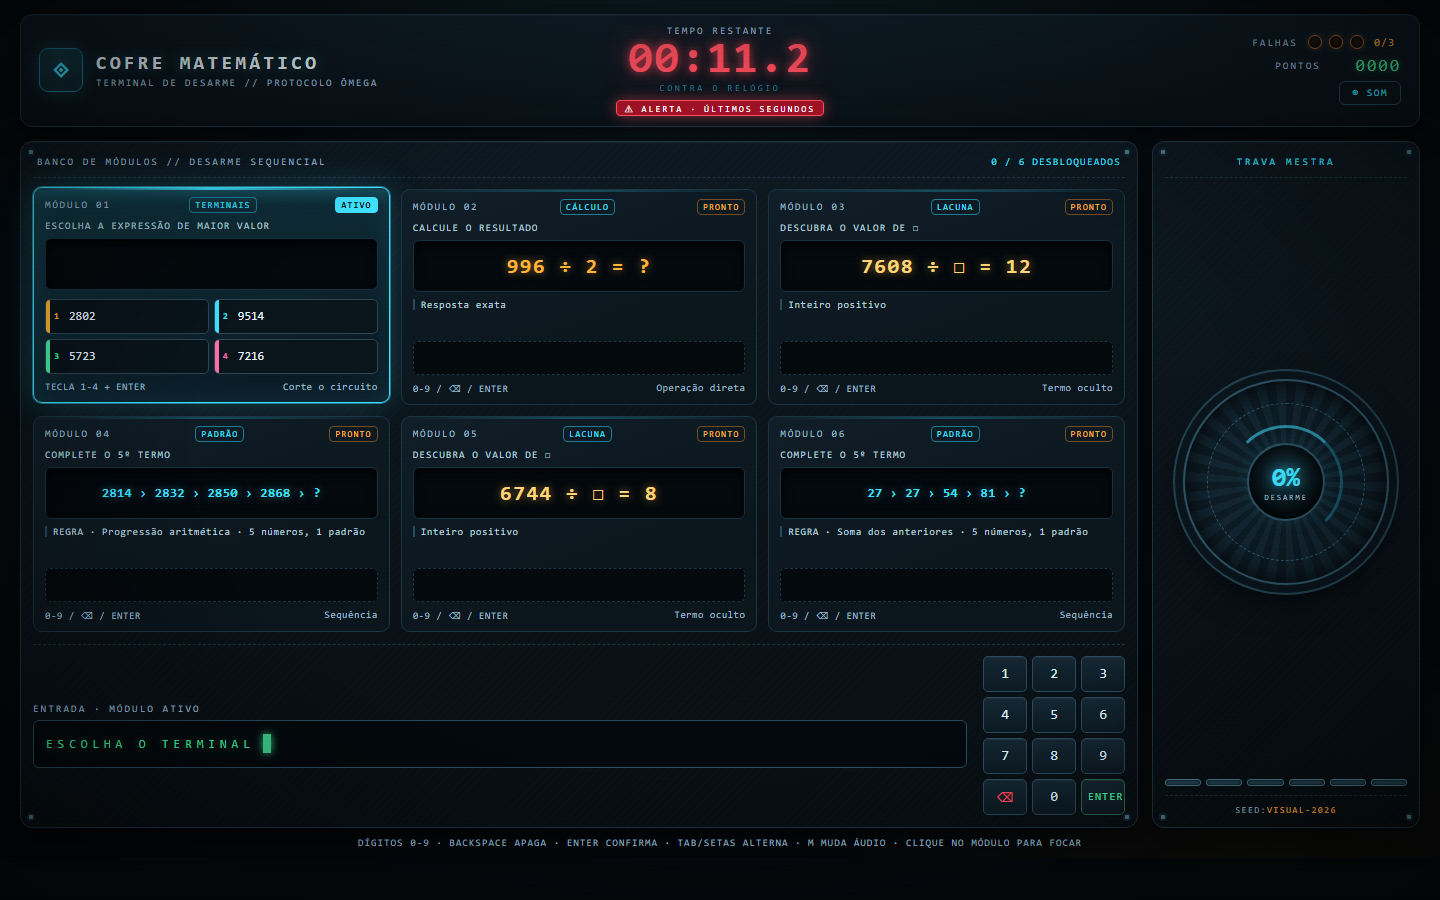 COFRE MATEMÁTICO
TERMINAL DE DESARME // PROTOCOLO ÔMEGA
TEMPO RESTANTE
00:11.2
CONTRA O RELÓGIO
⚠ ALERTA · ÚLTIMOS SEGUNDOS
FALHAS 0/3
PONTOS 0000
SOM
BANCO DE MÓDULOS // DESARME SEQUENCIAL
0 / 6 DESBLOQUEADOS
MÓDULO 01 TERMINAIS ATIVO
ESCOLHA A EXPRESSÃO DE MAIOR VALOR
1 2802
2 9514
3 5723
4 7216
TECLA 1-4 + ENTER Corte o circuito
MÓDULO 02 CÁLCULO PRONTO
CALCULE O RESULTADO
996 ÷ 2 = ?
Resposta exata
0-9 / ⌫ / ENTER Operação direta
MÓDULO 03 LACUNA PRONTO
DESCUBRA O VALOR DE □
7608 ÷ □ = 12
Inteiro positivo
0-9 / ⌫ / ENTER Termo oculto
MÓDULO 04 PADRÃO PRONTO
COMPLETE O 5º TERMO
2814 › 2832 › 2850 › 2868 › ?
REGRA · Progressão aritmética · 5 números, 1 padrão
0-9 / ⌫ / ENTER Sequência
MÓDULO 05 LACUNA PRONTO
DESCUBRA O VALOR DE □
6744 ÷ □ = 8
Inteiro positivo
0-9 / ⌫ / ENTER Termo oculto
MÓDULO 06 PADRÃO PRONTO
COMPLETE O 5º TERMO
27 › 27 › 54 › 81 › ?
REGRA · Soma dos anteriores · 5 números, 1 padrão
0-9 / ⌫ / ENTER Sequência
ENTRADA · MÓDULO ATIVO
ESCOLHA O TERMINAL
1 2 3
4 5 6
7 8 9
⌫ 0 ENTER
TRAVA MESTRA
0%
DESARME
SEED:VISUAL-2026
DÍGITOS 0-9 · BACKSPACE APAGA · ENTER CONFIRMA · TAB/SETAS ALTERNA · M MUDA ÁUDIO · CLIQUE NO MÓDULO PARA FOCAR